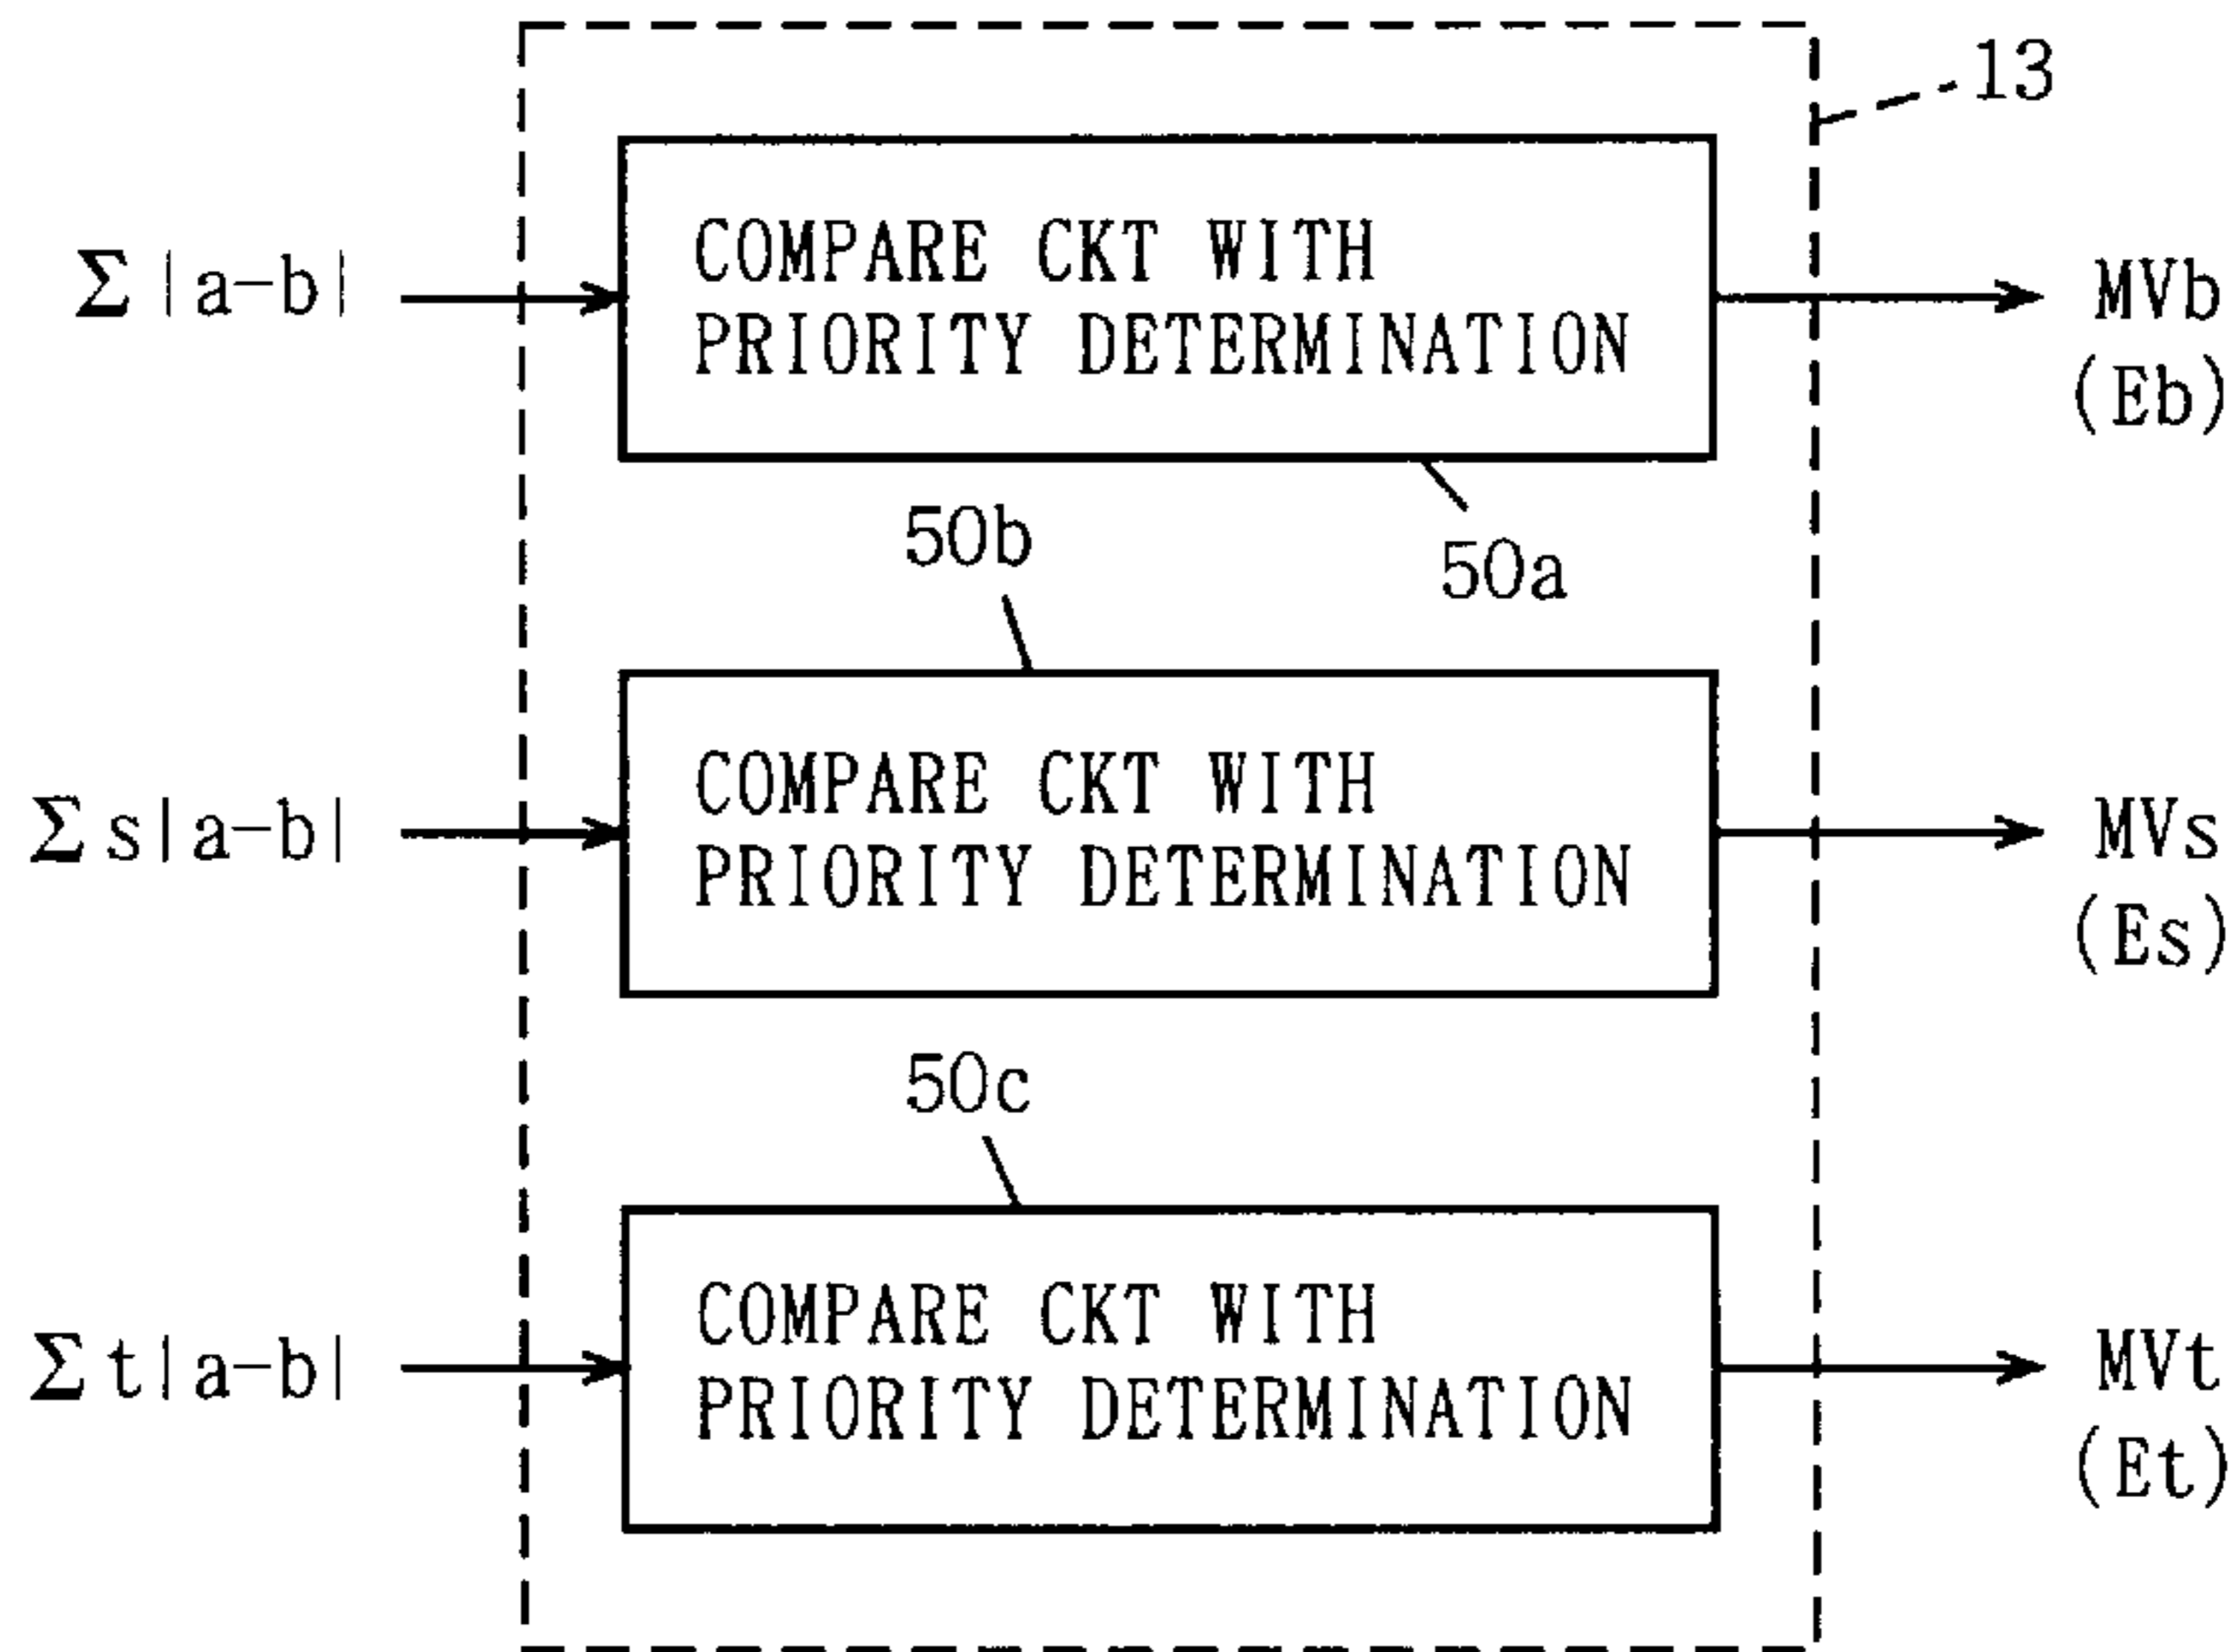 13
COMPARE CKT WITH
PRIORITY DETERMINATION
Σ|a-b|
MVb
(Eb)
50b
50a
COMPARE CKT WITH
PRIORITY DETERMINATION
Σs|a-b|
MVs
(Es)
50c
COMPARE CKT WITH
PRIORITY DETERMINATION
Σt|a-b|
MVt
(Et)